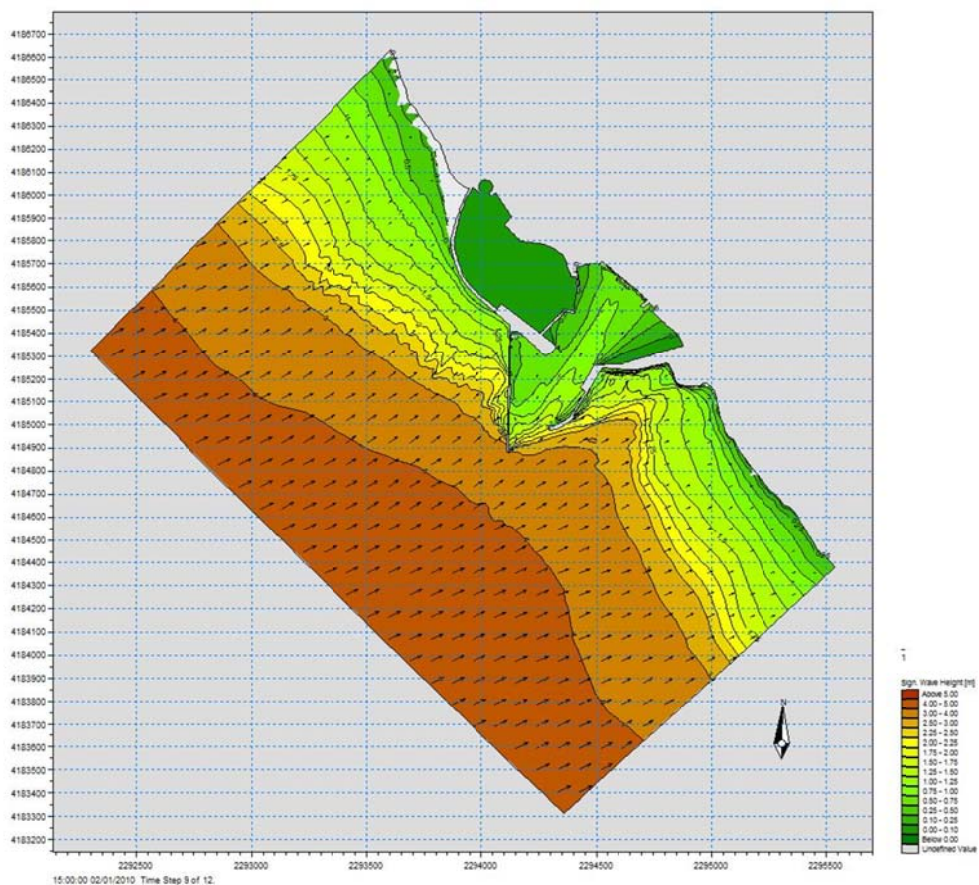 4186700
4186600
4186500
4186400
4186300
4186200
4186100
4186000
4185900
4185800
4185700
4185600
4185500
4185400
4185300
4185200
4185100
4185000
4184900
4184800
4184700
4184600
4184500
4184400
4184300
4184200
4184100
4184000
4183900
4183800
4183700
4183600
4183500
4183400
4183300
4183200
2292500 2293000 2293500 2294000 2294500 2295000 2295500
15:00:00 02/01/2010 Time Step 9 of 12.
N
1
Sign. Wave Height [m]
Above 5.00
4.00 - 5.00
3.00 - 4.00
2.50 - 3.00
2.25 - 2.50
2.00 - 2.25
1.75 - 2.00
1.50 - 1.75
1.25 - 1.50
1.00 - 1.25
0.75 - 1.00
0.50 - 0.75
0.25 - 0.50
0.10 - 0.25
0.00 - 0.10
Below 0.00
Undefined Value